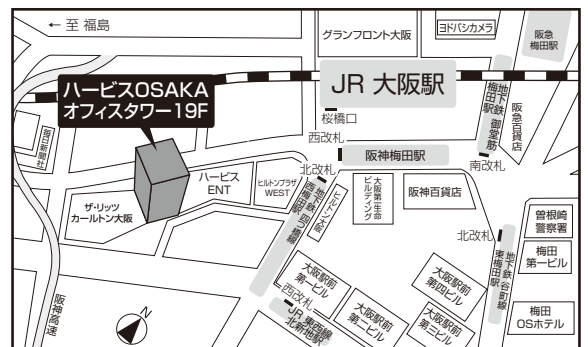 ← 至 福島
グランフロント大阪
ヨドバシカメラ
阪急
梅田駅
ハービスOSAKA
オフィスタワー19F
JR 大阪駅
地下鉄 御堂筋
梅田駅
阪急百貨店
桜橋口
西改札
阪神梅田駅
南改札
毎日新聞社
ハービス
ENT
ヒルトンプラザ
WEST
北改札
地下鉄 四つ橋線
西梅田駅
ヒルトン大阪
大阪第一生命
ビルディング
阪神百貨店
ザ・リッツ
カールトン大阪
曽根崎
警察署
北改札
地下鉄 谷町線
東梅田駅
梅田
第一ビル
大阪駅前
第一ビル
大阪駅前
第二ビル
大阪駅前
第三ビル
大阪駅前
第四ビル
西改札
JR 東西線
北新地駅
梅田
OSホテル
阪神高速
N